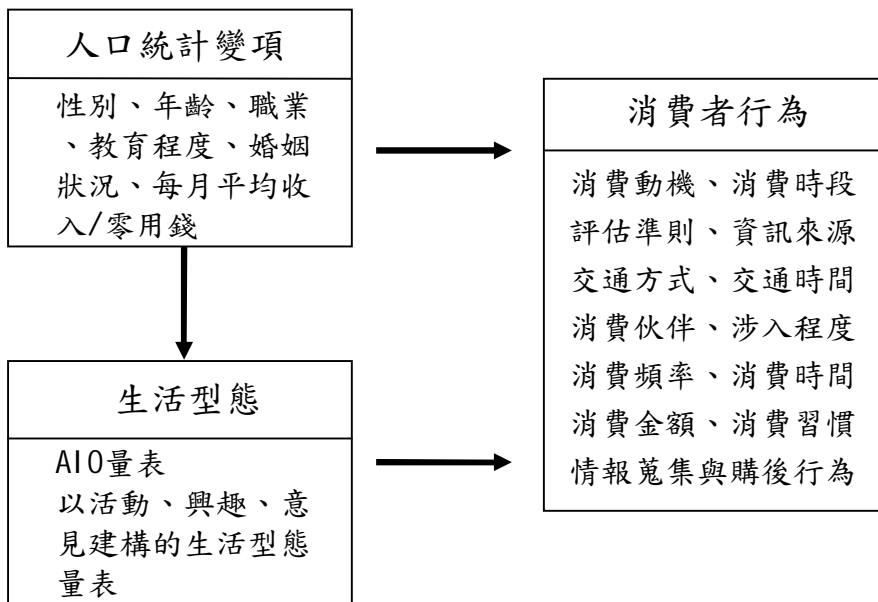 人口統計變項
性別、年齡、職業
、教育程度、婚姻
狀況、每月平均收
入/零用錢
消費者行為
消費動機、消費時段
評估準則、資訊來源
交通方式、交通時間
消費伙伴、涉入程度
消費頻率、消費時間
消費金額、消費習慣
情報蒐集與購後行為
生活型態
AIO量表
以活動、興趣、意
見建構的生活型態
量表